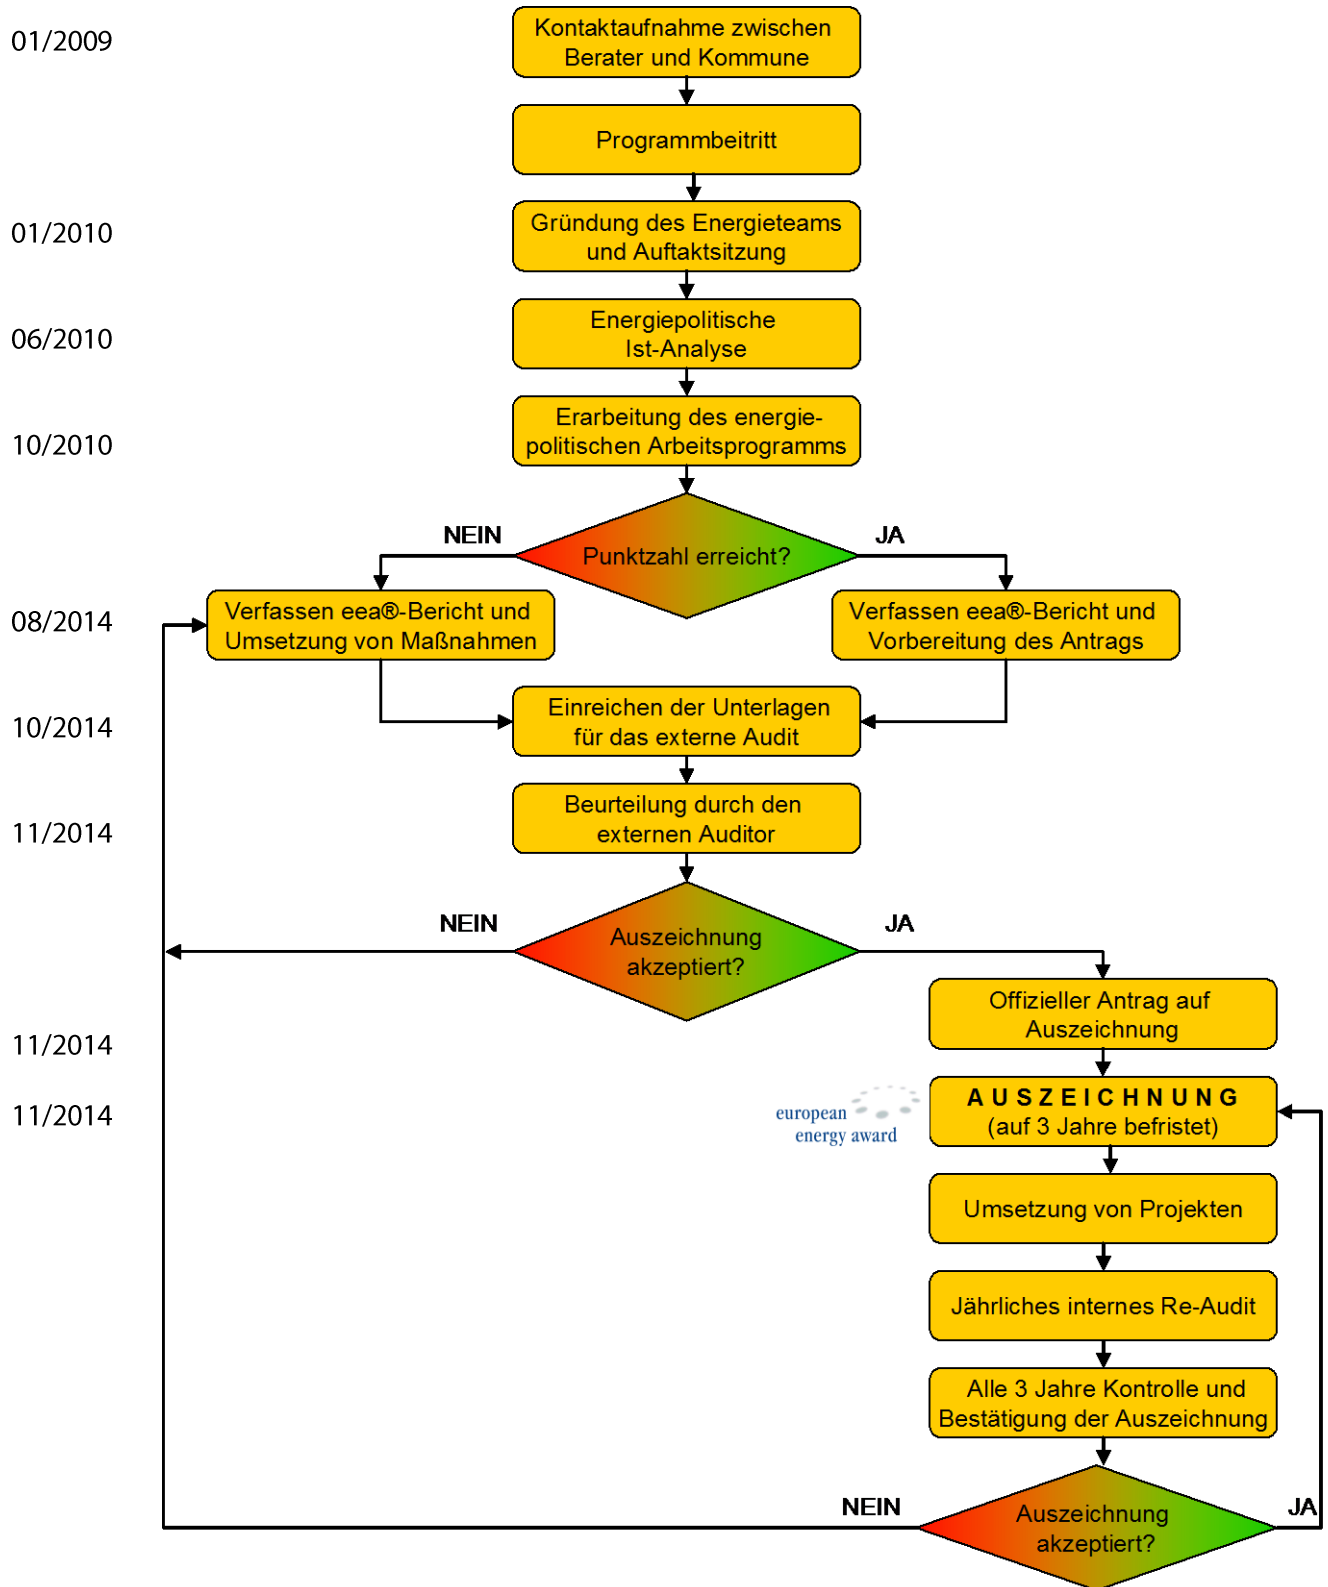 01/2009
Kontaktaufnahme zwischen
Berater und Kommune
Programmbeitritt
01/2010
Gründung des Energieteams
und Auftaktsitzung
06/2010
Energiepolitische
Ist-Analyse
10/2010
Erarbeitung des energie-
politischen Arbeitsprogramms
NEIN
Punktzahl erreicht?
JA
08/2014
Verfassen eea®-Bericht und
Umsetzung von Maßnahmen
Verfassen eea®-Bericht und
Vorbereitung des Antrags
10/2014
Einreichen der Unterlagen
für das externe Audit
11/2014
Beurteilung durch den
externen Auditor
NEIN
Auszeichnung
akzeptiert?
JA
11/2014
Offizieller Antrag auf
Auszeichnung
11/2014
european
energy award
A U S Z E I C H N U N G
(auf 3 Jahre befristet)
Umsetzung von Projekten
Jährliches internes Re-Audit
Alle 3 Jahre Kontrolle und
Bestätigung der Auszeichnung
NEIN
Auszeichnung
akzeptiert?
JA